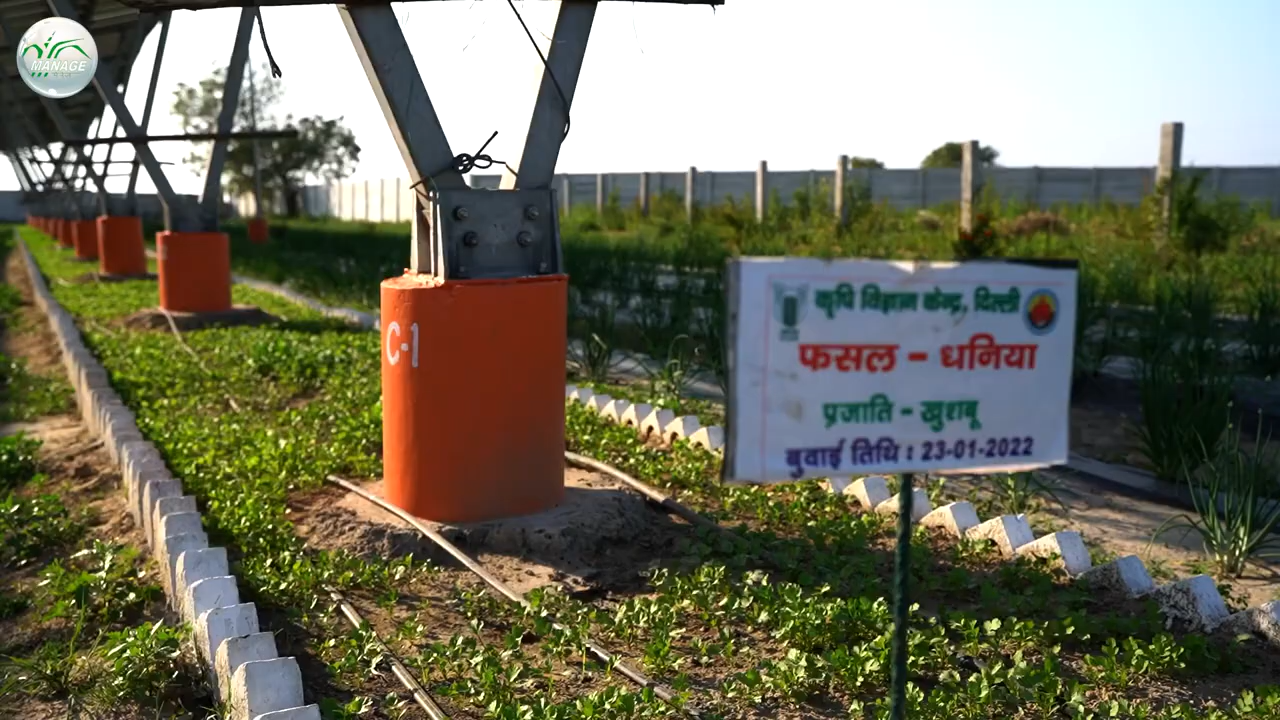 MANAGE
C-1
कृषि विज्ञान केन्द्र, दिल्ली
फसल - धनिया
प्रजाति - खुशबू
बुवाई तिथि : 23-01-2022